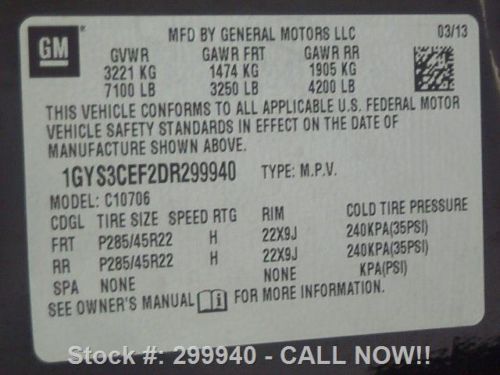 GM
MFD BY GENERAL MOTORS LLC 03/13
GVWR GAWR FRT GAWR RR
3221 KG 1474 KG 1905 KG
7100 LB 3250 LB 4200 LB
THIS VEHICLE CONFORMS TO ALL APPLICABLE U.S. FEDERAL MOTOR
VEHICLE SAFETY STANDARDS IN EFFECT ON THE DATE OF
MANUFACTURE SHOWN ABOVE.
1GYS3CEF2DR299940 TYPE: M.P.V.
MODEL: C10706
CDGL TIRE SIZE SPEED RTG RIM COLD TIRE PRESSURE
FRT P285/45R22 H 22X9J 240KPA(35PSI)
RR P285/45R22 H 22X9J 240KPA(35PSI)
SPA NONE NONE KPA(PSI)
SEE OWNER'S MANUAL i FOR MORE INFORMATION.
Stock #: 299940 - CALL NOW!!